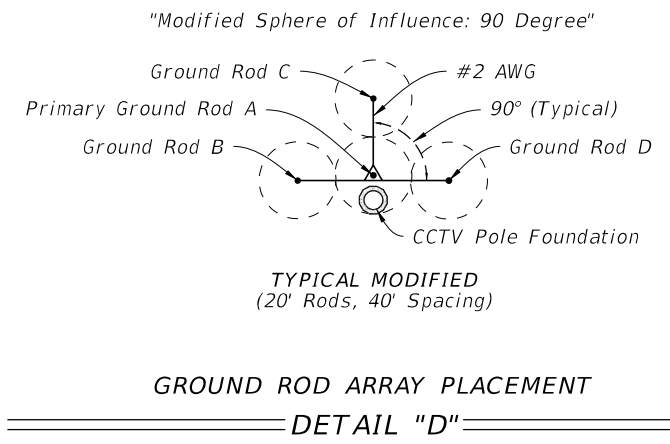 "Modified Sphere of Influence: 90 Degree"
Ground Rod C
#2 AWG
Primary Ground Rod A
90° (Typical)
Ground Rod B
Ground Rod D
CCTV Pole Foundation
TYPICAL MODIFIED
(20' Rods, 40' Spacing)
GROUND ROD ARRAY PLACEMENT
DETAIL "D"